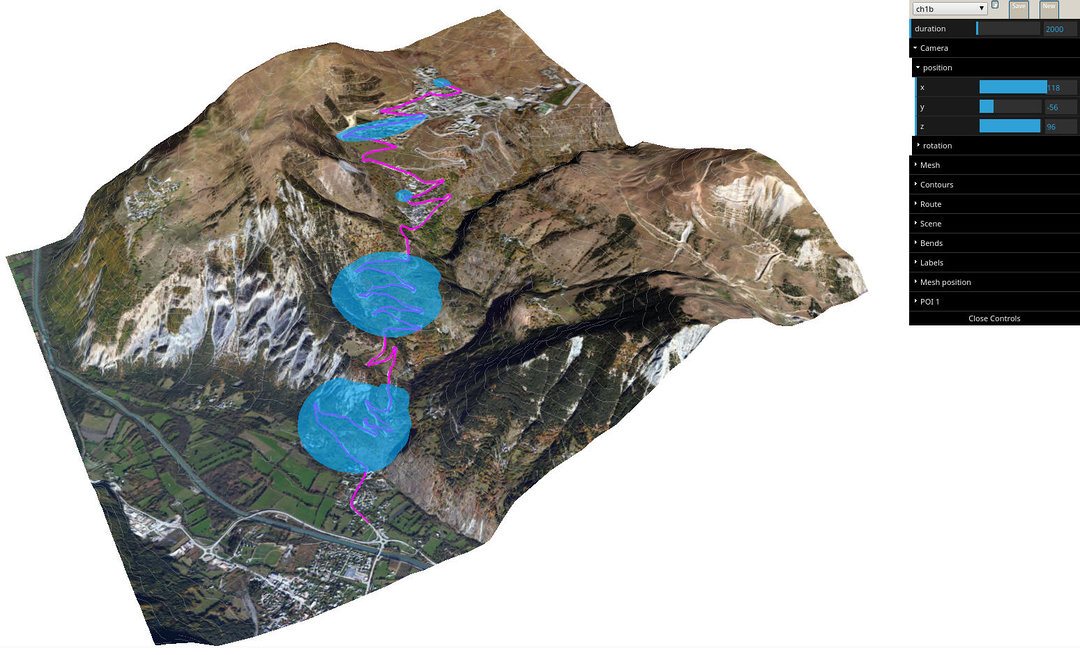 ch1b
Save
New
duration 2000
Camera
position
x 118
y -56
z 96
rotation
Mesh
Contours
Route
Scene
Bends
Labels
Mesh position
POI 1
Close Controls